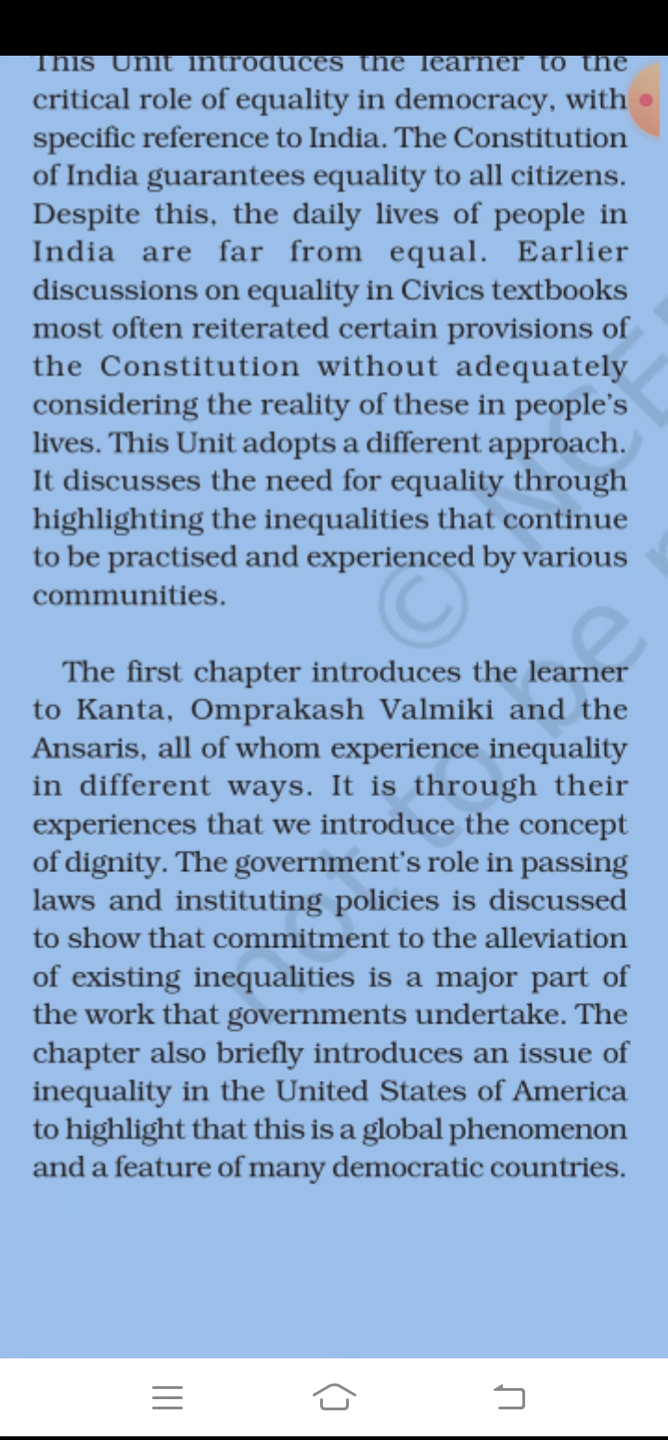 This Unit introduces the learner to the
critical role of equality in democracy, with
specific reference to India. The Constitution
of India guarantees equality to all citizens.
Despite this, the daily lives of people in
India are far from equal. Earlier
discussions on equality in Civics textbooks
most often reiterated certain provisions of
the Constitution without adequately
considering the reality of these in people's
lives. This Unit adopts a different approach.
It discusses the need for equality through
highlighting the inequalities that continue
to be practised and experienced by various
communities.
The first chapter introduces the learner
to Kanta, Omprakash Valmiki and the
Ansaris, all of whom experience inequality
in different ways. It is through their
experiences that we introduce the concept
of dignity. The government's role in passing
laws and instituting policies is discussed
to show that commitment to the alleviation
of existing inequalities is a major part of
the work that governments undertake. The
chapter also briefly introduces an issue of
inequality in the United States of America
to highlight that this is a global phenomenon
and a feature of many democratic countries.
© NCE
not to be